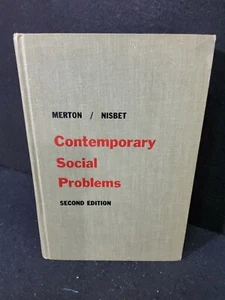 MERTON / NISBET
Contemporary
Social
Problems
SECOND EDITION